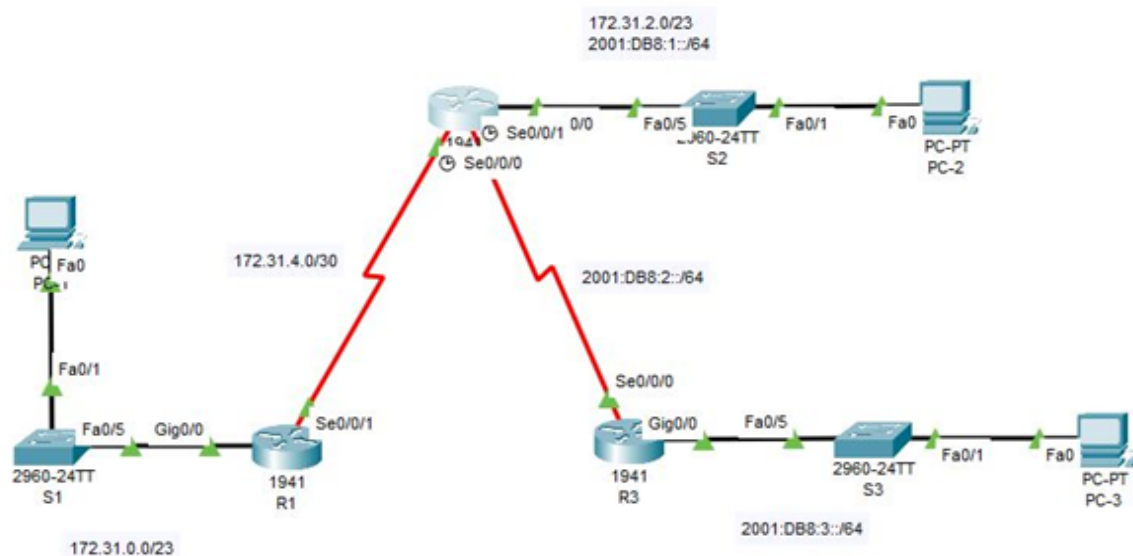 172.31.2.0/23
2001:DB8:1::/64
Se0/0/1
0/0
Fa0/5
Fa0/1
Fa0
2960-24TT
S2
PC-PT
PC-2
Se0/0/0
172.31.4.0/30
2001:DB8:2::/64
Fa0
Fa0/1
Fa0/5
Gig0/0
Se0/0/1
2960-24TT
S1
1941
R1
172.31.0.0/23
Se0/0/0
Gig0/0
Fa0/5
Fa0/1
Fa0
1941
R3
2960-24TT
S3
PC-PT
PC-3
2001:DB8:3::/64